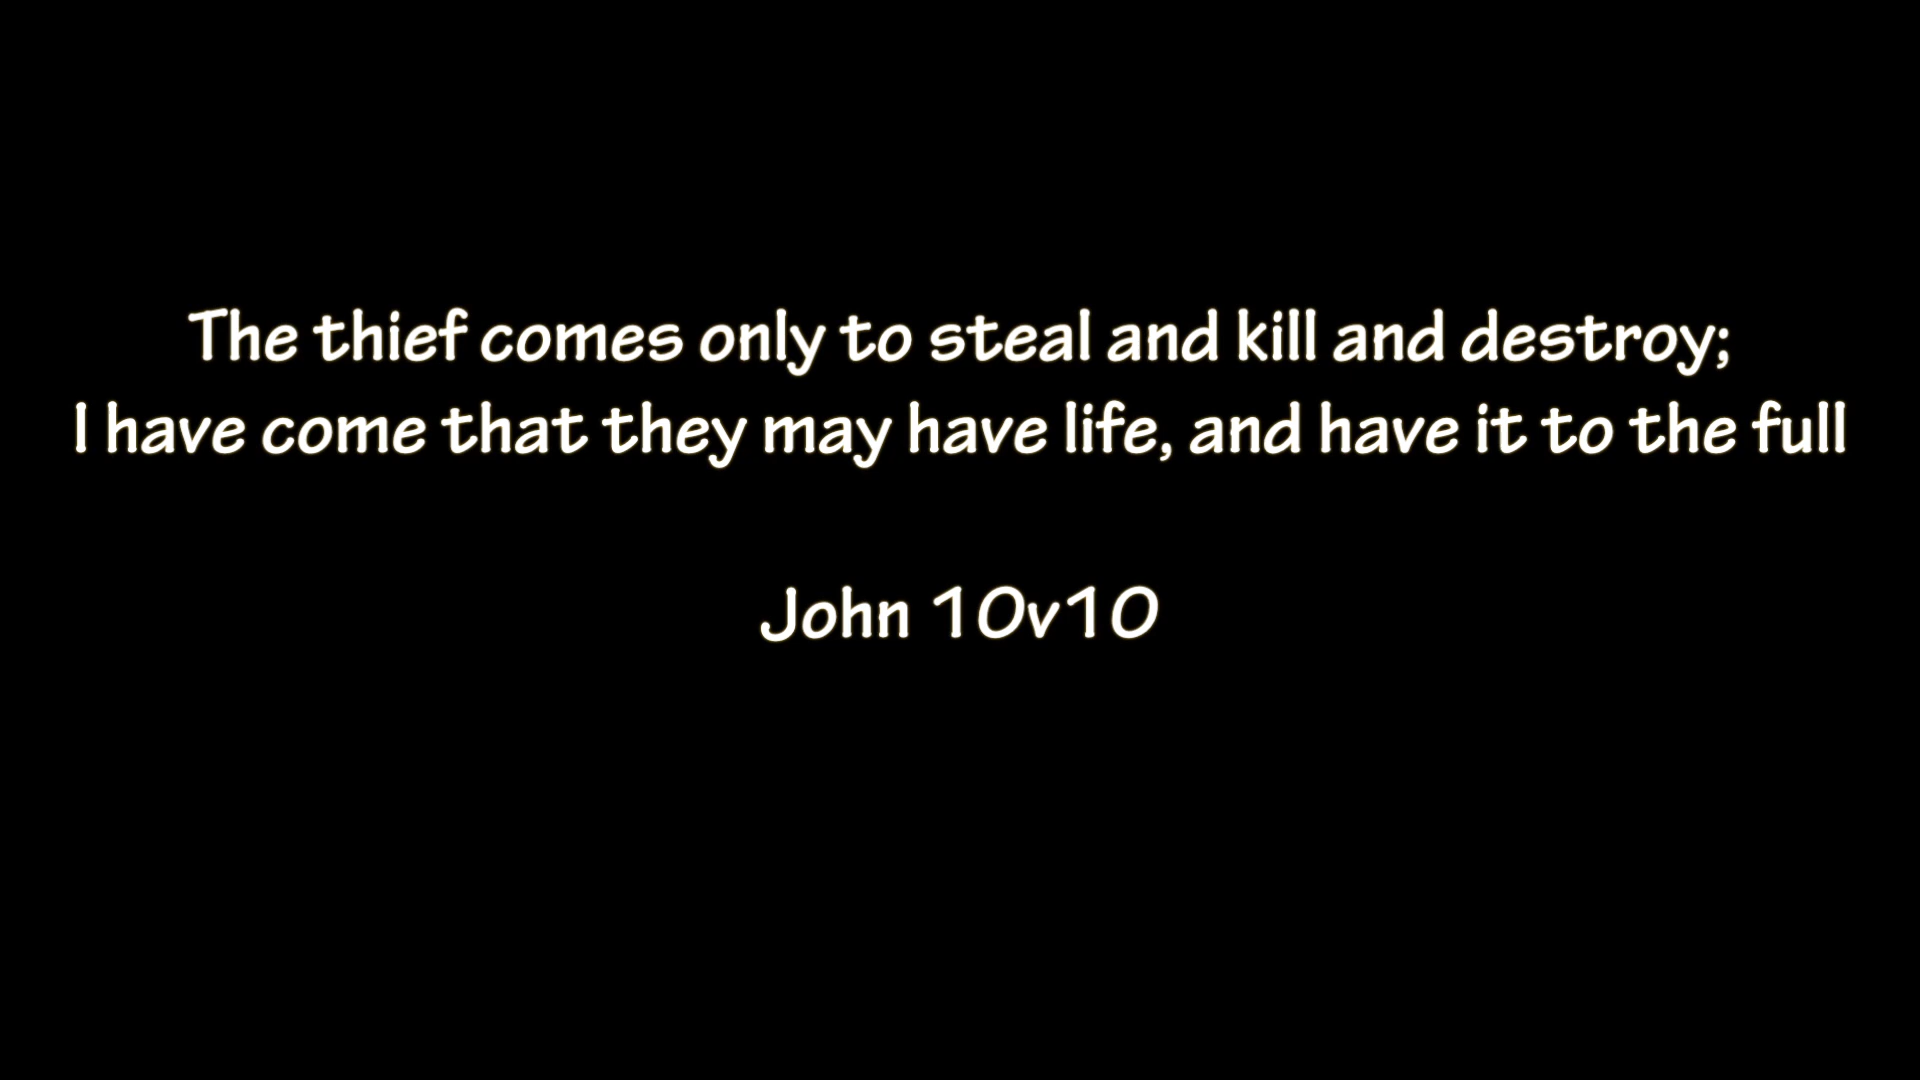 The thief comes only to steal and kill and destroy;
I have come that they may have life, and have it to the full
John 10v10